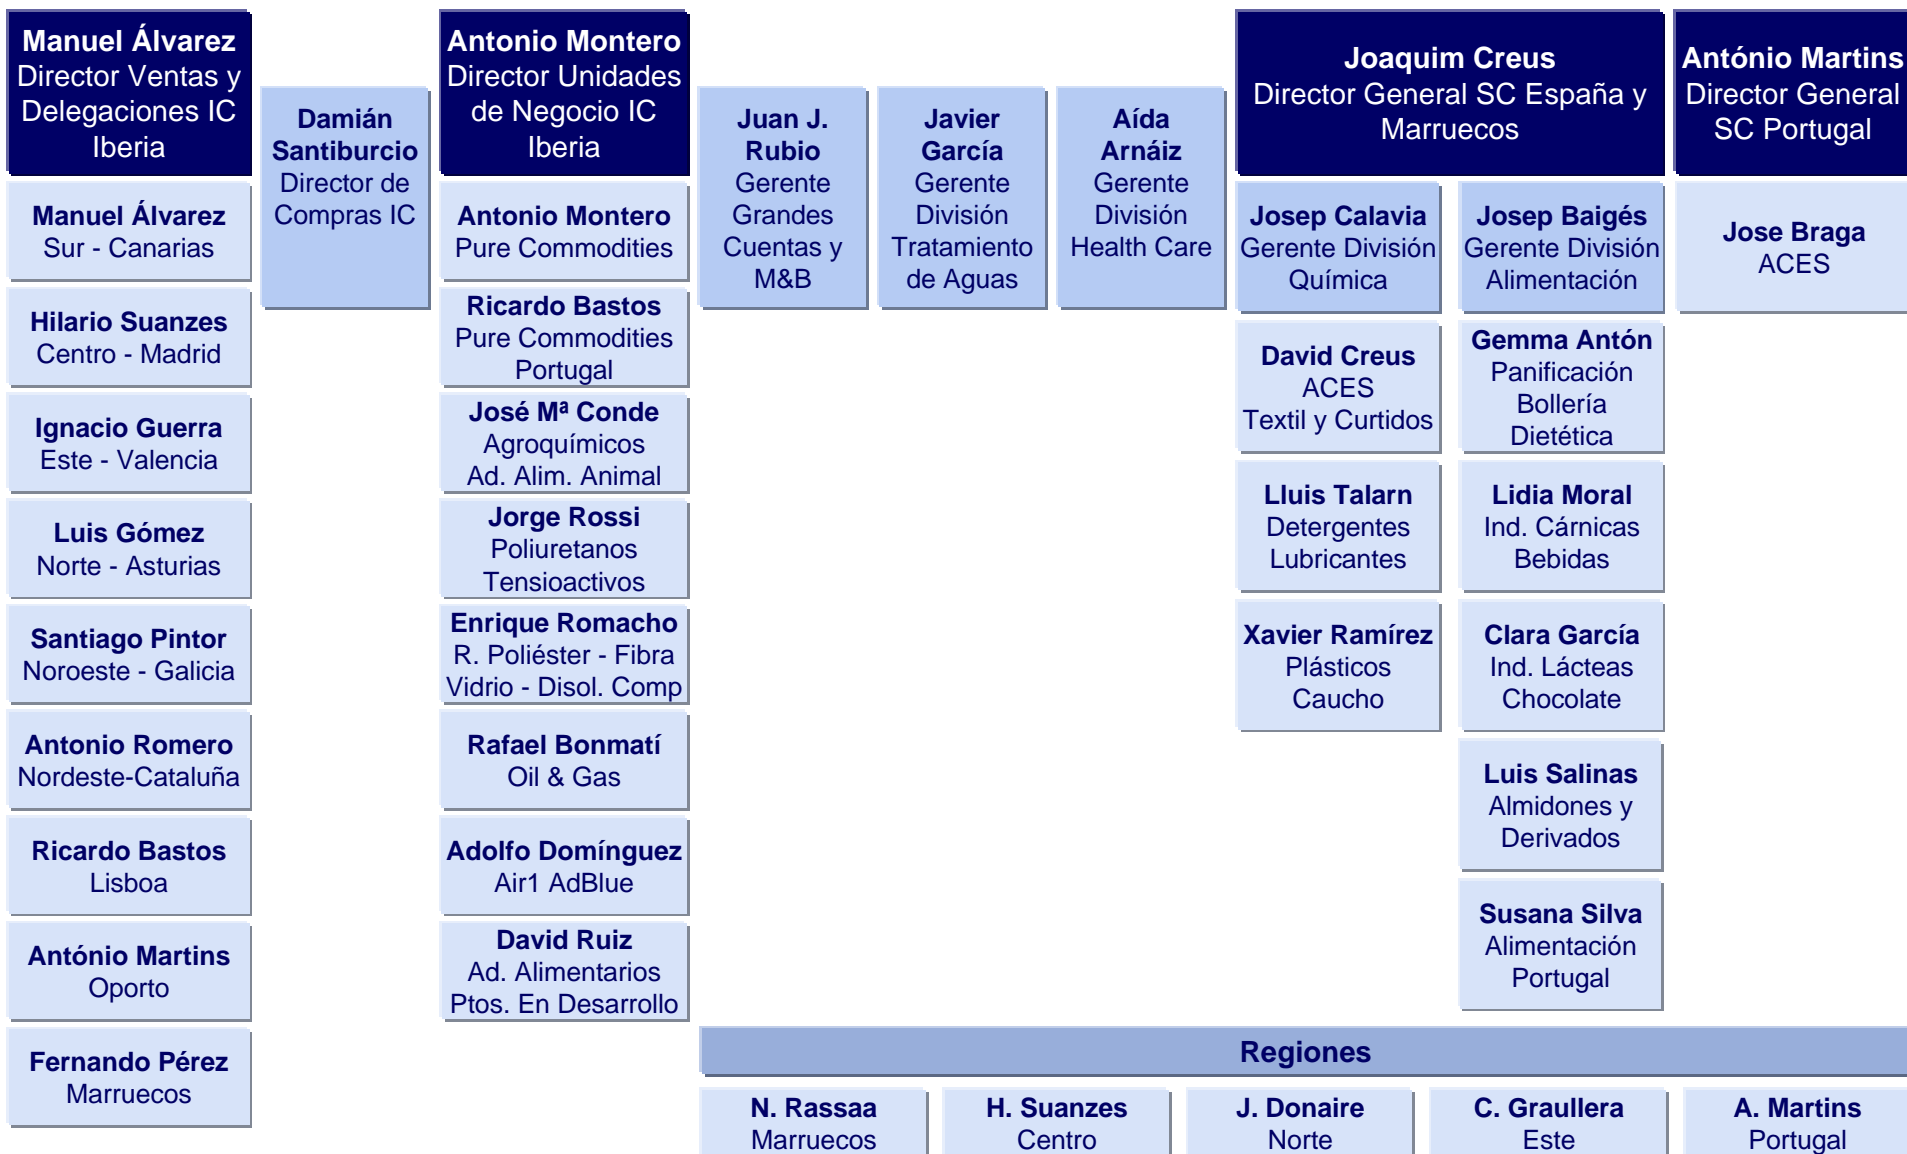 Manuel Álvarez
Director Ventas y
Delegaciones IC
Iberia
Manuel Álvarez
Sur - Canarias
Hilario Suanzes
Centro - Madrid
Ignacio Guerra
Este - Valencia
Luis Gómez
Norte - Asturias
Santiago Pintor
Noroeste - Galicia
Antonio Romero
Nordeste-Cataluña
Ricardo Bastos
Lisboa
António Martins
Oporto
Fernando Pérez
Marruecos
Damián
Santiburcio
Director de
Compras IC
Antonio Montero
Director Unidades
de Negocio IC
Iberia
Antonio Montero
Pure Commodities
Ricardo Bastos
Pure Commodities
Portugal
José Mª Conde
Agroquímicos
Ad. Alim. Animal
Jorge Rossi
Poliuretanos
Tensioactivos
Enrique Romacho
R. Poliéster - Fibra
Vidrio - Disol. Comp
Rafael Bonmatí
Oil & Gas
Adolfo Domínguez
Air1 AdBlue
David Ruiz
Ad. Alimentarios
Ptos. En Desarrollo
Juan J.
Rubio
Gerente
Grandes
Cuentas y
M&B
Javier
García
Gerente
División
Tratamiento
de Aguas
Aída
Arnáiz
Gerente
División
Health Care
Joaquim Creus
Director General SC España y
Marruecos
Josep Calavia
Gerente División
Química
David Creus
ACES
Textil y Curtidos
Lluis Talarn
Detergentes
Lubricantes
Xavier Ramírez
Plásticos
Caucho
Josep Baigés
Gerente División
Alimentación
Gemma Antón
Panificación
Bollería
Dietética
Lidia Moral
Ind. Cárnicas
Bebidas
Clara García
Ind. Lácteas
Chocolate
Luis Salinas
Almidones y
Derivados
Susana Silva
Alimentación
Portugal
António Martins
Director General
SC Portugal
Jose Braga
ACES
Regiones
N. Rassaa
Marruecos
H. Suanzes
Centro
J. Donaire
Norte
C. Graullera
Este
A. Martins
Portugal